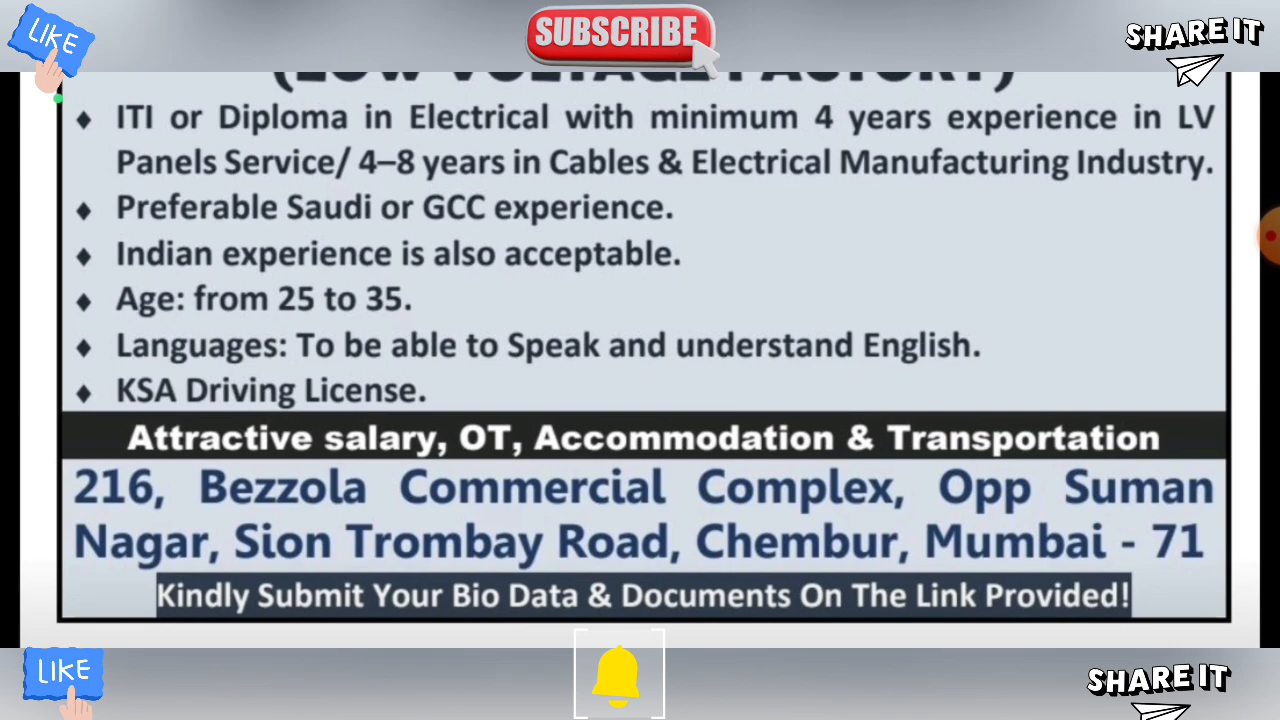 LIKE
SUBSCRIBE
SHARE IT
(LOW VOLTAGE FACTORY)
♦ ITI or Diploma in Electrical with minimum 4 years experience in LV
Panels Service/ 4–8 years in Cables & Electrical Manufacturing Industry.
♦ Preferable Saudi or GCC experience.
♦ Indian experience is also acceptable.
♦ Age: from 25 to 35.
♦ Languages: To be able to Speak and understand English.
♦ KSA Driving License.
Attractive salary, OT, Accommodation & Transportation
216, Bezzola Commercial Complex, Opp Suman
Nagar, Sion Trombay Road, Chembur, Mumbai - 71
Kindly Submit Your Bio Data & Documents On The Link Provided!
LIKE
SHARE IT